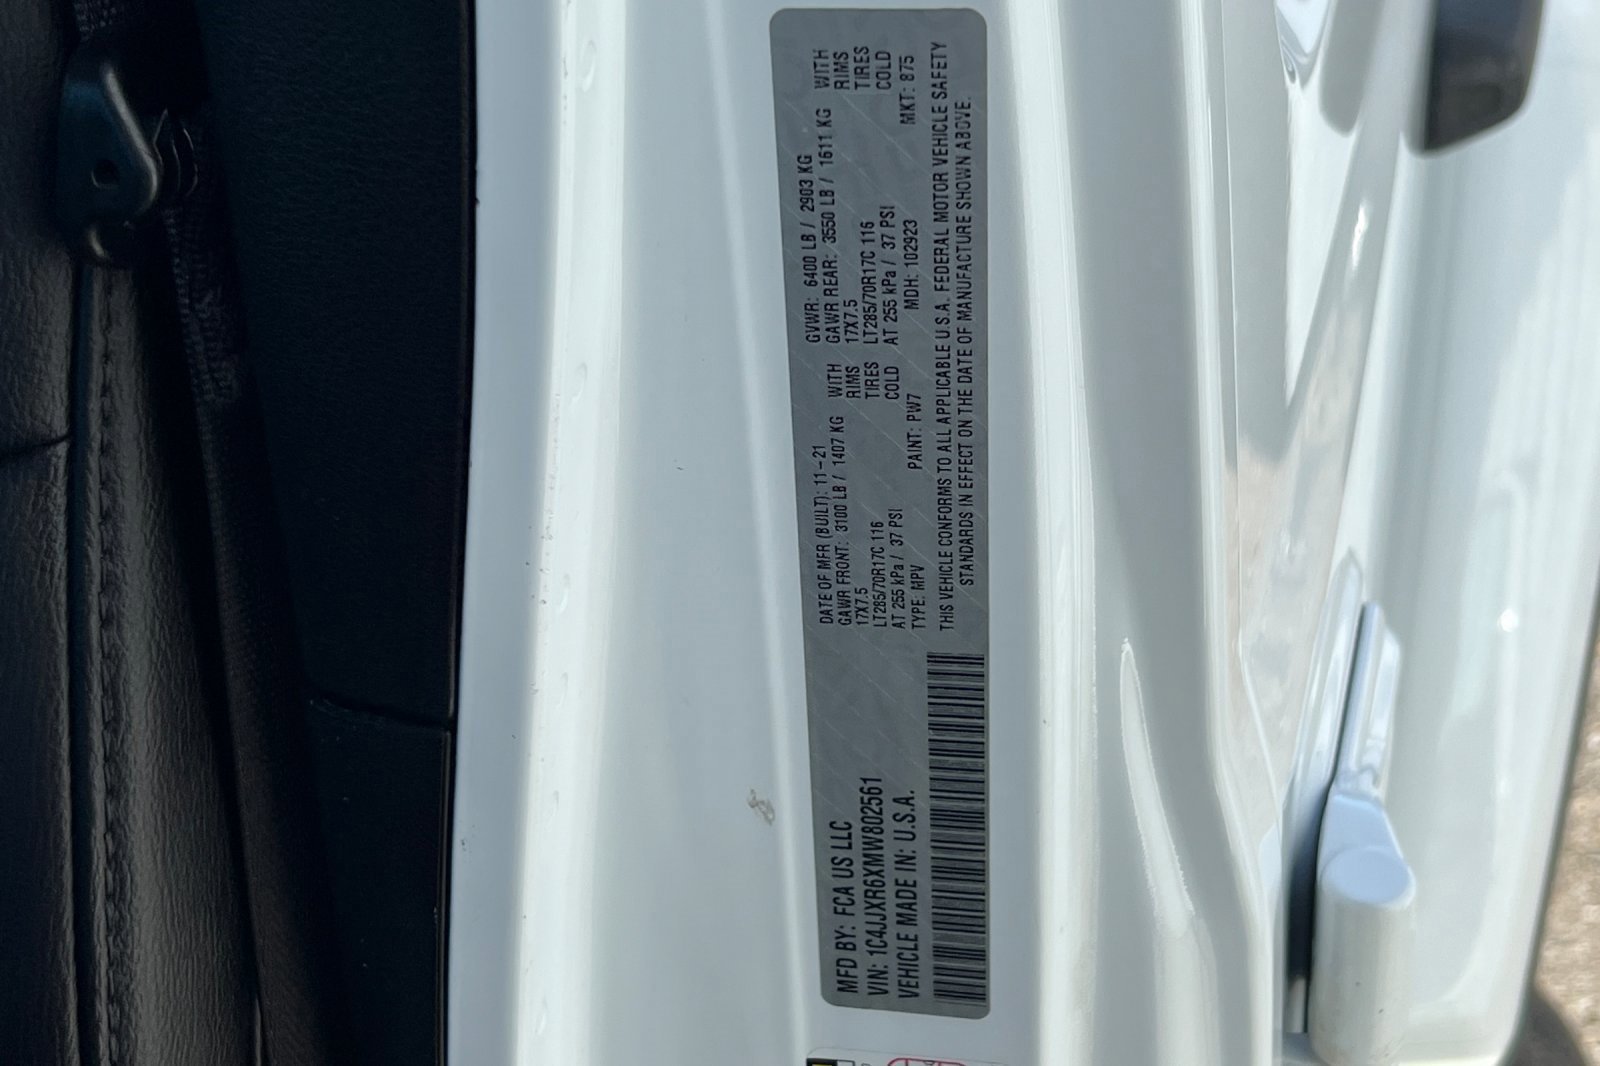 MFD BY: FCA US LLC
VIN: 1C4JJXR6XMW802561
VEHICLE MADE IN: U.S.A.
DATE OF MFR (BUILT): 11-21 GVWR: 6400 LB / 2903 KG
GAWR FRONT: 3100 LB / 1407 KG WITH GAWR REAR: 3550 LB / 1611 KG WITH
17X7.5 RIMS 17X7.5 RIMS
LT285/70R17C 116 TIRES LT285/70R17C 116 TIRES
AT 255 kPa / 37 PSI COLD AT 255 kPa / 37 PSI COLD
TYPE: MPV PAINT: PW7 MDH: 102923 MKT: 875
THIS VEHICLE CONFORMS TO ALL APPLICABLE U.S.A. FEDERAL MOTOR VEHICLE SAFETY
STANDARDS IN EFFECT ON THE DATE OF MANUFACTURE SHOWN ABOVE.